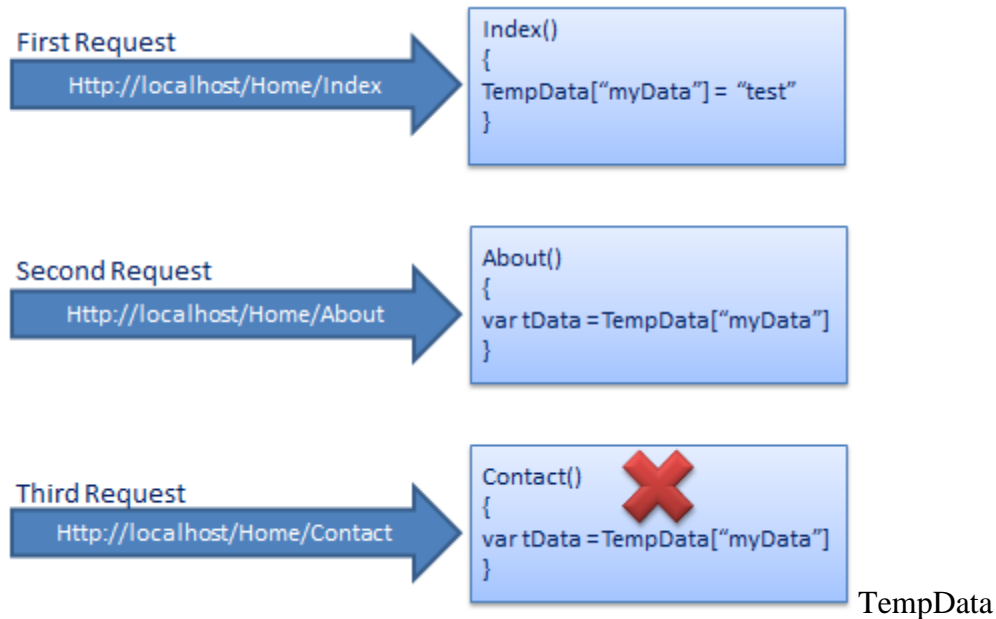 First Request
Http://localhost/Home/Index
Index()
{
TempData[“myData”] = “test”
}
Second Request
Http://localhost/Home/About
About()
{
var tData =TempData[“myData”]
}
Third Request
Http://localhost/Home/Contact
Contact()
{
var tData =TempData[“myData”]
}
TempData